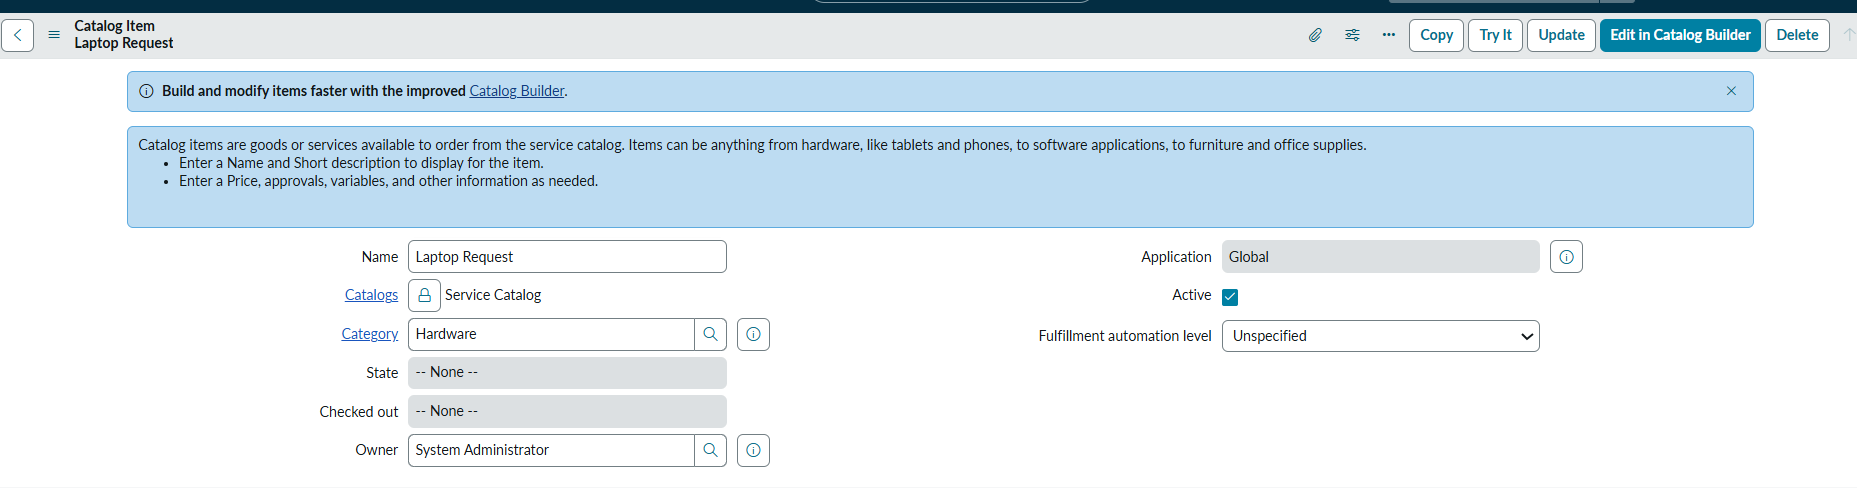 Catalog Item
Laptop Request
Copy
Try It
Update
Edit in Catalog Builder
Delete
Build and modify items faster with the improved Catalog Builder.
Catalog items are goods or services available to order from the service catalog. Items can be anything from hardware, like tablets and phones, to software applications, to furniture and office supplies.
• Enter a Name and Short description to display for the item.
• Enter a Price, approvals, variables, and other information as needed.
Name Laptop Request
Catalogs Service Catalog
Category Hardware
State -- None --
Checked out -- None --
Owner System Administrator
Application Global
Active
Fulfillment automation level Unspecified